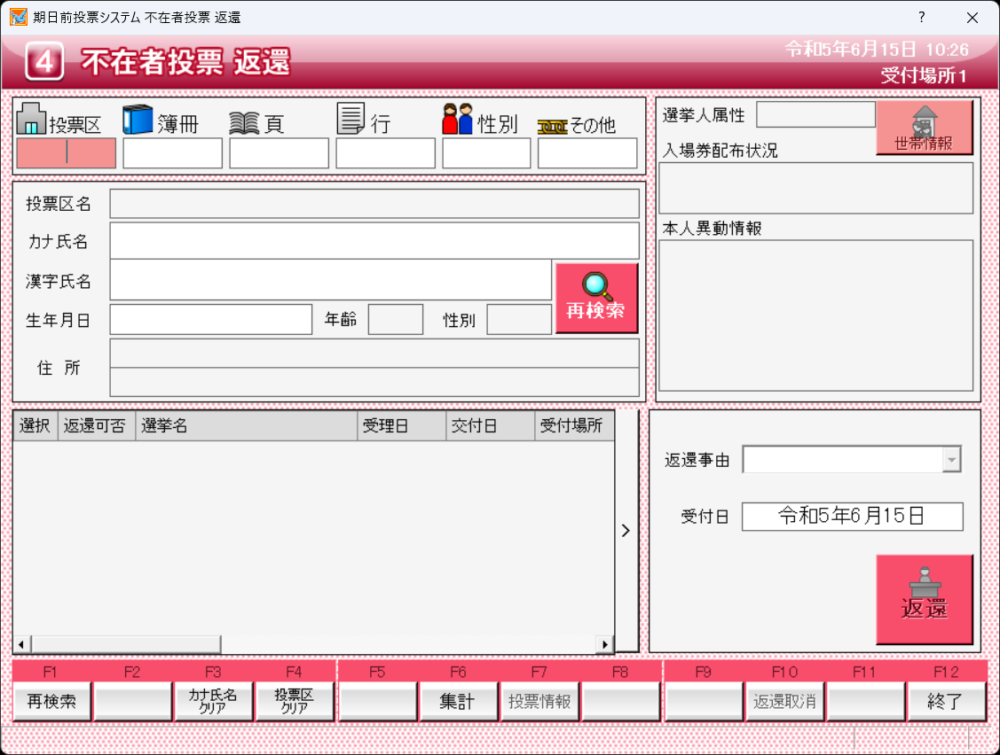 期日前投票システム 不在者投票 返還
?
4 不在者投票 返還
令和5年6月15日 10:26
受付場所1
投票区 簿冊 頁 行 性別 その他
選挙人属性
世帯情報
入場券配布状況
投票区名
カナ氏名
漢字氏名
再検索
生年月日 年齢 性別
住 所
本人異動情報
選択 返還可否 選挙名 受理日 交付日 受付場所
>
返還事由
受付日 令和5年6月15日
返還
F1 F2 F3 F4 F5 F6 F7 F8 F9 F10 F11 F12
再検索 カナ氏名クリア 投票区クリア 集計 投票情報 返還取消 終了